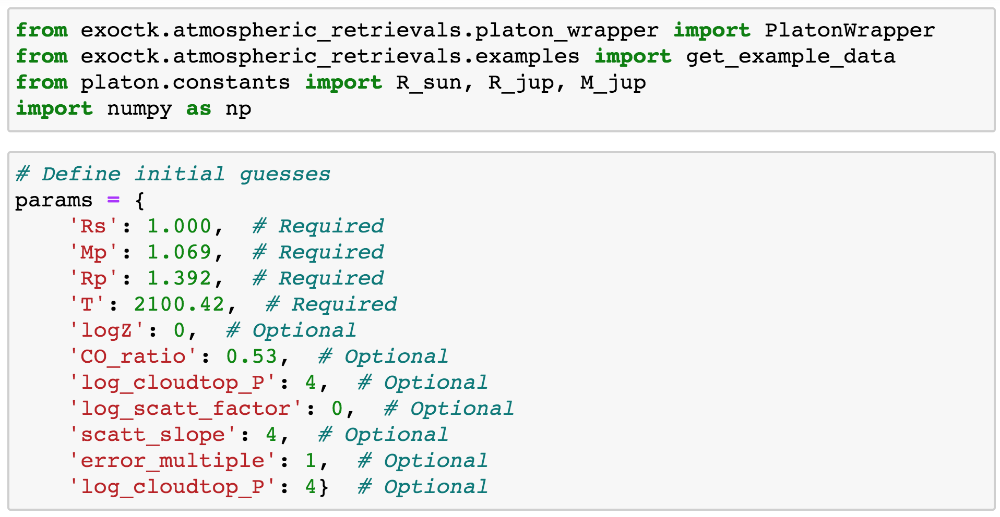 from exoctk.atmospheric_retrievals.platon_wrapper import PlatonWrapper
from exoctk.atmospheric_retrievals.examples import get_example_data
from platon.constants import R_sun, R_jup, M_jup
import numpy as np
# Define initial guesses
params = {
    'Rs': 1.000,  # Required
    'Mp': 1.069,  # Required
    'Rp': 1.392,  # Required
    'T': 2100.42,  # Required
    'logZ': 0,  # Optional
    'CO_ratio': 0.53,  # Optional
    'log_cloudtop_P': 4,  # Optional
    'log_scatt_factor': 0,  # Optional
    'scatt_slope': 4,  # Optional
    'error_multiple': 1,  # Optional
    'log_cloudtop_P': 4}  # Optional